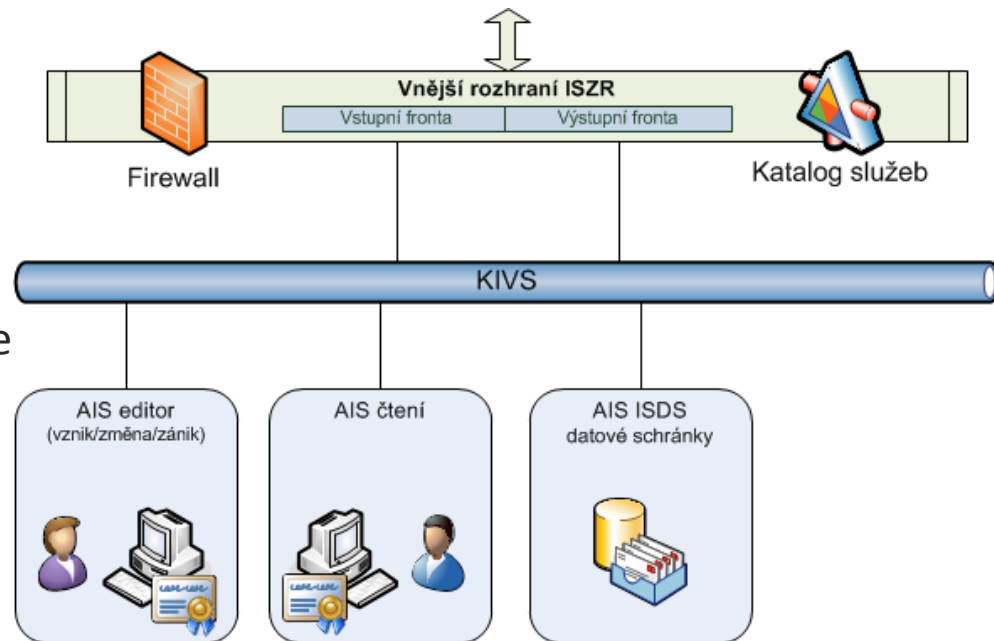 Vnější rozhraní ISZR
Vstupní fronta
Výstupní fronta
Firewall
Katalog služeb
KIVS
e
AIS editor
(vznik/změna/zánik)
AIS čtení
AIS ISDS
datové schránky